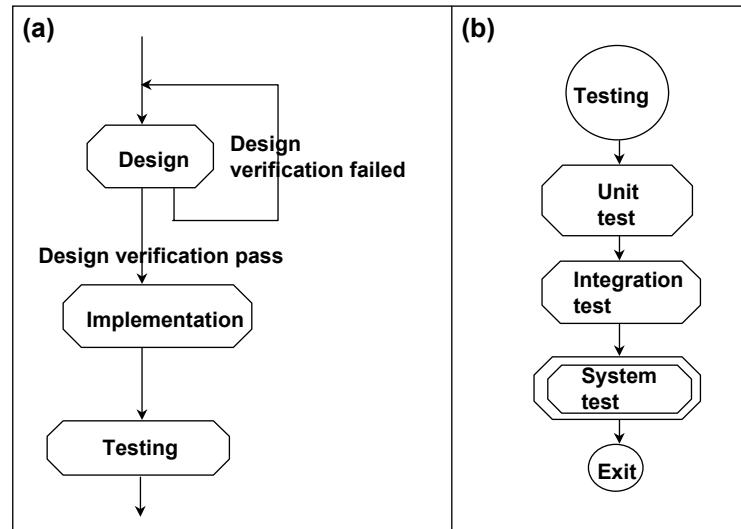 (a)
Design
Design
verification failed
Design verification pass
Implementation
Testing
(b)
Testing
Unit
test
Integration
test
System
test
Exit